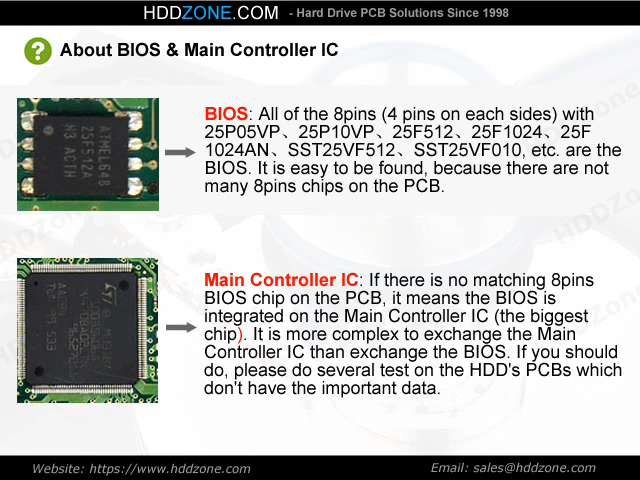 HDDZONE.COM - Hard Drive PCB Solutions Since 1998
? About BIOS & Main Controller IC
ATMEL648
25F512A
N3 ACTH
BIOS: All of the 8pins (4 pins on each sides) with
25P05VP、25P10VP、25F512、25F1024、25F
1024AN、SST25VF512、SST25VF010, etc. are the
BIOS. It is easy to be found, because there are not
many 8pins chips on the PCB.
ST
Main Controller IC: If there is no matching 8pins
BIOS chip on the PCB, it means the BIOS is
integrated on the Main Controller IC (the biggest
chip). It is more complex to exchange the Main
Controller IC than exchange the BIOS. If you should
do, please do several test on the HDD's PCBs which
don't have the important data.
HDDZone
Website: https://www.hddzone.com Email: sales@hddzone.com